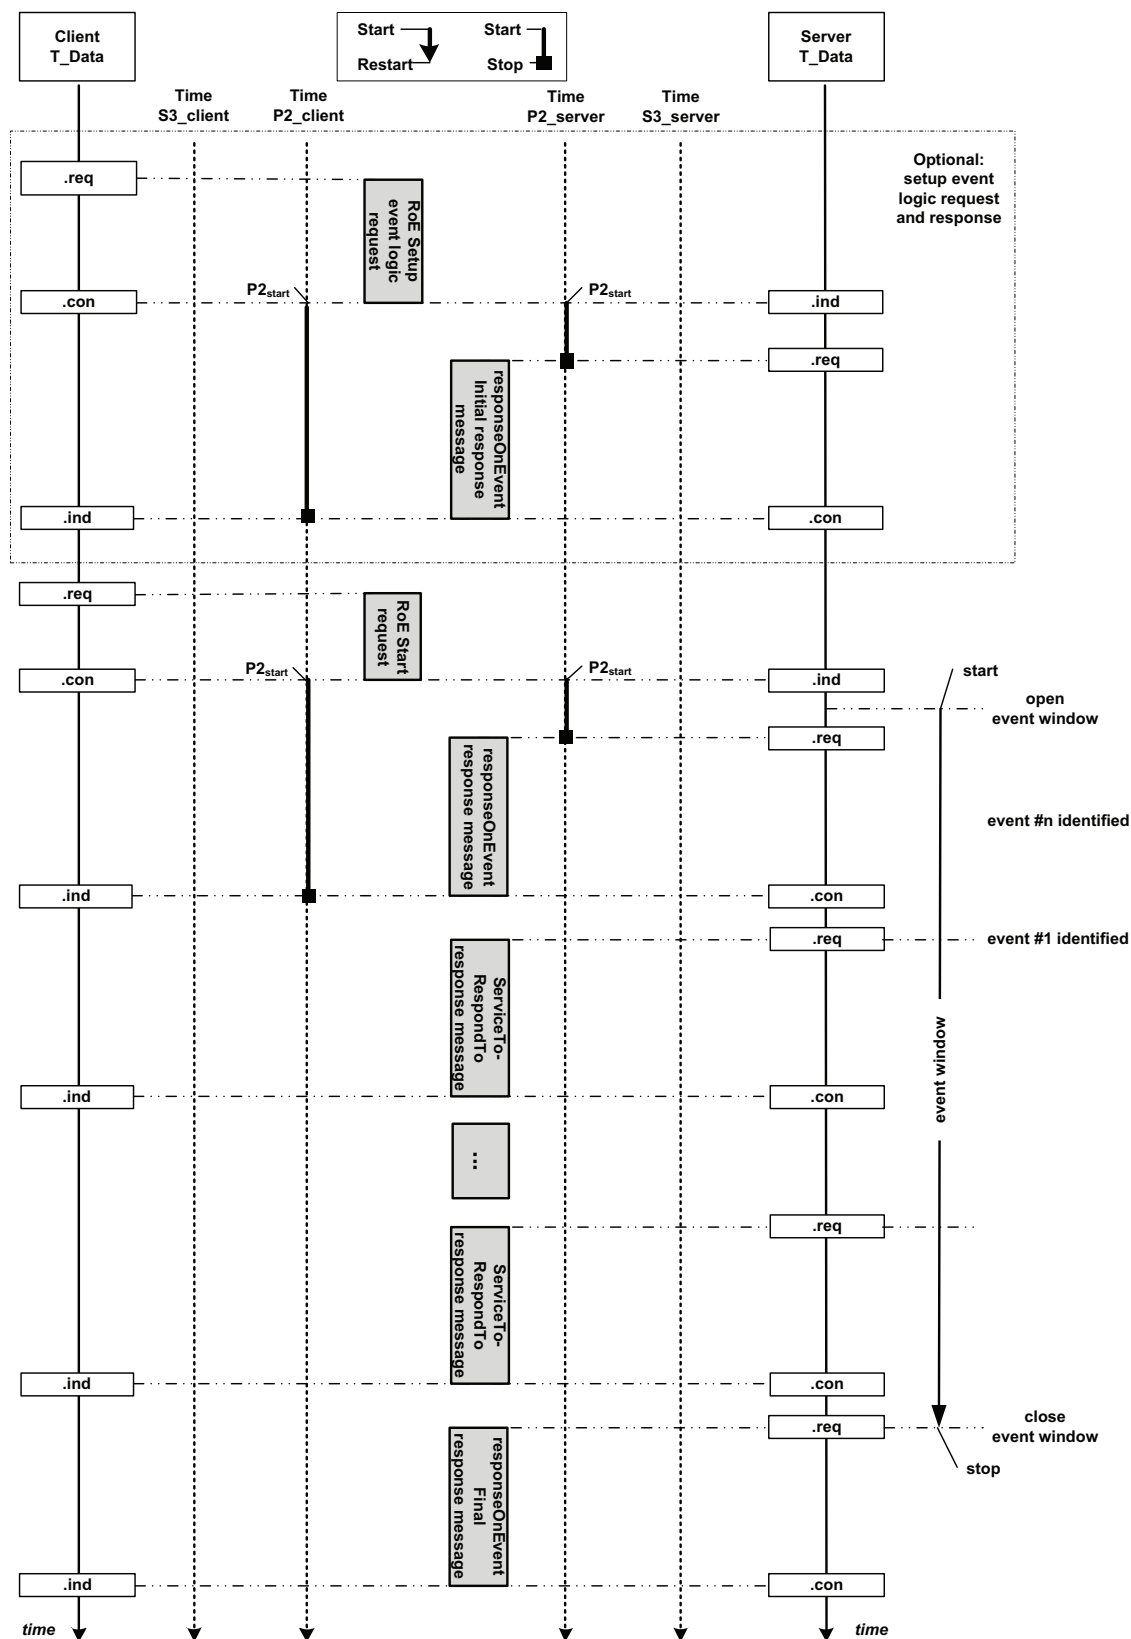 Client
T_Data
Start
Restart
Start
Stop
Server
T_Data
Time
S3_client
Time
P2_client
Time
P2_server
Time
S3_server
Optional:
setup event
logic request
and response
.req
RoE Setup
event logic
request
.con
P2start
P2start
.ind
.req
responseOnEvent
Initial response
message
.ind
.con
.req
RoE Start
request
.con
P2start
P2start
.ind
start
open
event window
.req
responseOnEvent
response message
event #n identified
.ind
.con
.req
event #1 identified
ServiceTo-
RespondTo
response message
event window
.ind
.con
...
.req
ServiceTo-
RespondTo
response message
.ind
.con
.req
close
event window
stop
responseOnEvent
Final
response message
.ind
.con
time
time